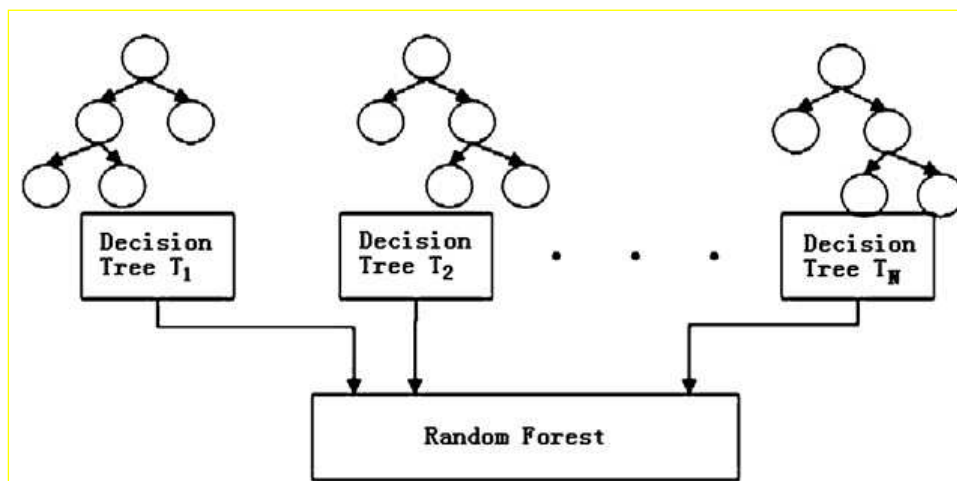 Decision
Tree T1
Decision
Tree T2
. . .
Decision
Tree TN
Random Forest